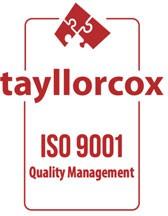 tayllorcox
ISO 9001
Quality Management